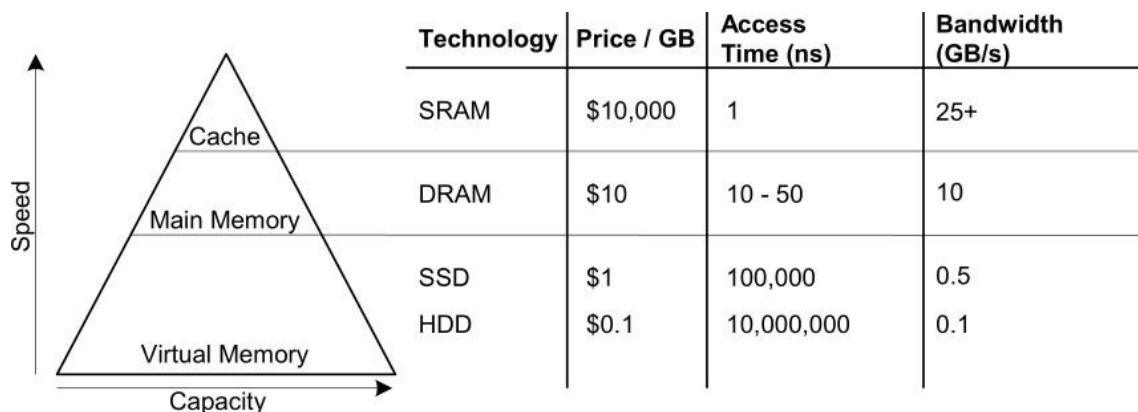 Technology Price / GB Access Time (ns) Bandwidth (GB/s)
Cache SRAM $10,000 1 25+
Main Memory DRAM $10 10 - 50 10
SSD $1 100,000 0.5
HDD $0.1 10,000,000 0.1
Virtual Memory
Speed
Capacity